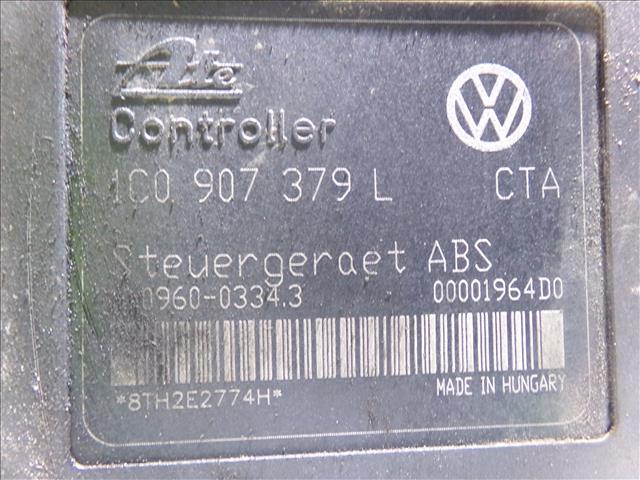 Ate
Controller
1C0 907 379 L CTA
Steuergeraet ABS
0960-0334.3 00001964D0
MADE IN HUNGARY
*8TH2E2774H*